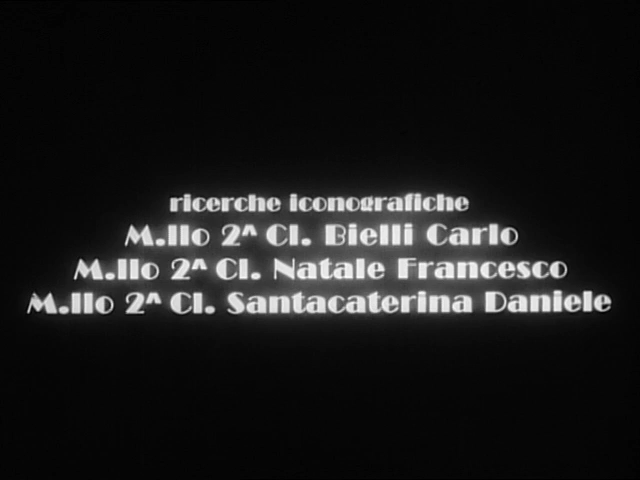 ricerche iconografiche
M.llo 2^ Cl. Bielli Carlo
M.llo 2^ Cl. Natale Francesco
M.llo 2^ Cl. Santacaterina Daniele